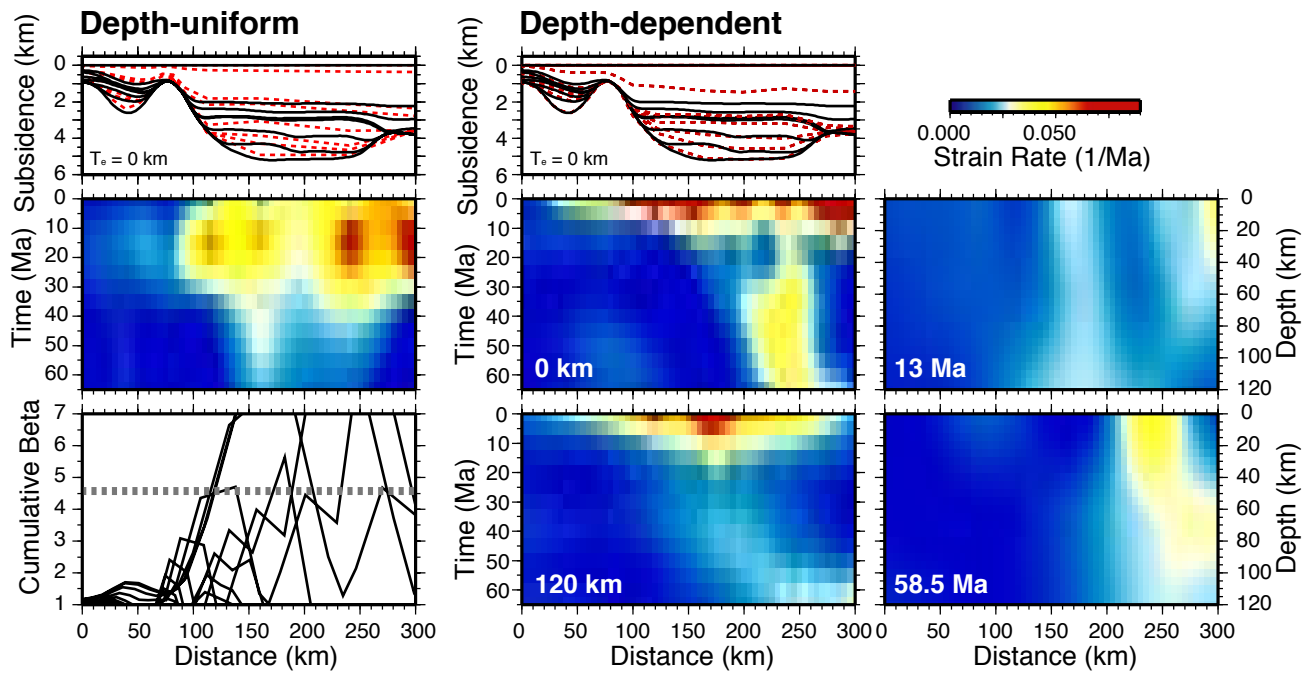 Depth-uniform
Depth-dependent
Subsidence (km)
0
2
4
6
Tₑ = 0 km
Subsidence (km)
0
2
4
6
Tₑ = 0 km
0.000 0.050
Strain Rate (1/Ma)
Time (Ma)
0
10
20
30
40
50
60
Time (Ma)
0
10
20
30
40
50
60
0 km
13 Ma
0
20
40
60
80
100
120
Depth (km)
Cumulative Beta
7
6
5
4
3
2
1
0 50 100 150 200 250 300
Distance (km)
Time (Ma)
0
10
20
30
40
50
60
120 km
0 50 100 150 200 250 300
Distance (km)
58.5 Ma
0
20
40
60
80
100
120
Depth (km)
0 50 100 150 200 250 300
Distance (km)